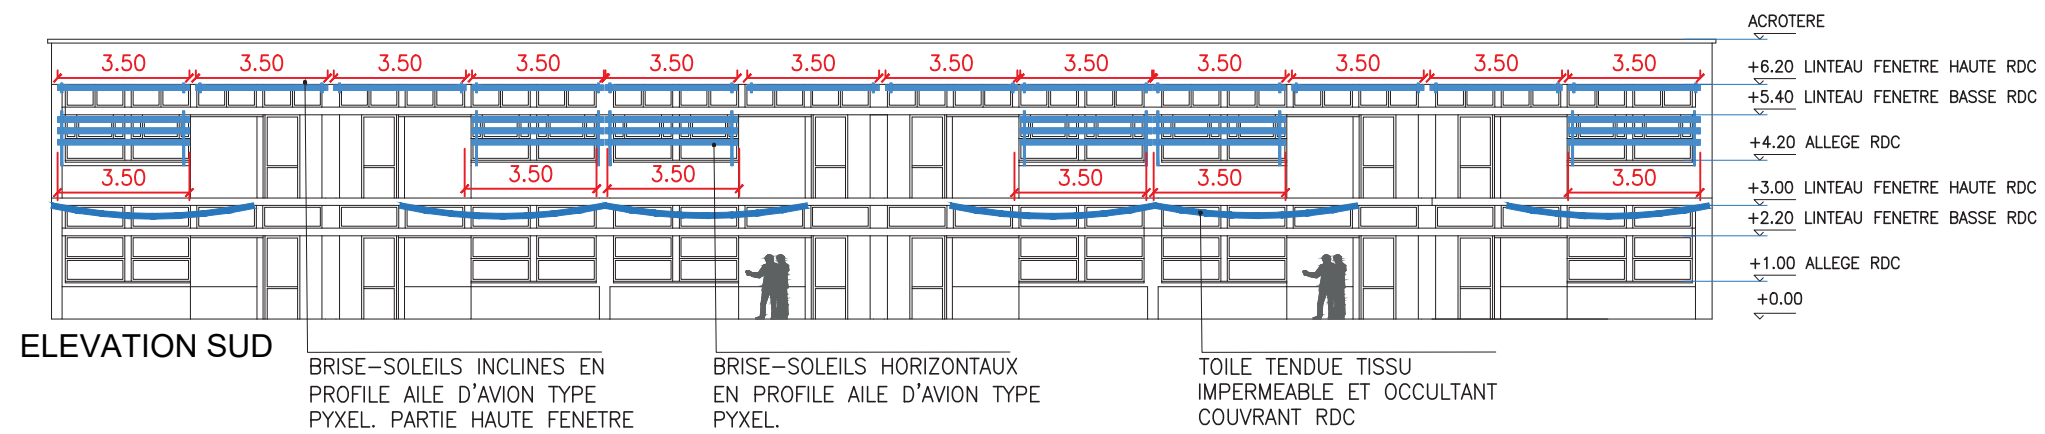 ACROTERE
3.50 3.50 3.50 3.50 3.50 3.50 3.50 3.50 3.50 3.50 3.50 3.50
+6.20 LINTEAU FENETRE HAUTE RDC
+5.40 LINTEAU FENETRE BASSE RDC
+4.20 ALLEGE RDC
3.50 3.50 3.50 3.50 3.50 3.50
+3.00 LINTEAU FENETRE HAUTE RDC
+2.20 LINTEAU FENETRE BASSE RDC
+1.00 ALLEGE RDC
+0.00
ELEVATION SUD
BRISE-SOLEILS INCLINES EN
PROFILE AILE D'AVION TYPE
PYXEL. PARTIE HAUTE FENETRE
BRISE-SOLEILS HORIZONTAUX
EN PROFILE AILE D'AVION TYPE
PYXEL.
TOILE TENDUE TISSU
IMPERMEABLE ET OCCULTANT
COUVRANT RDC